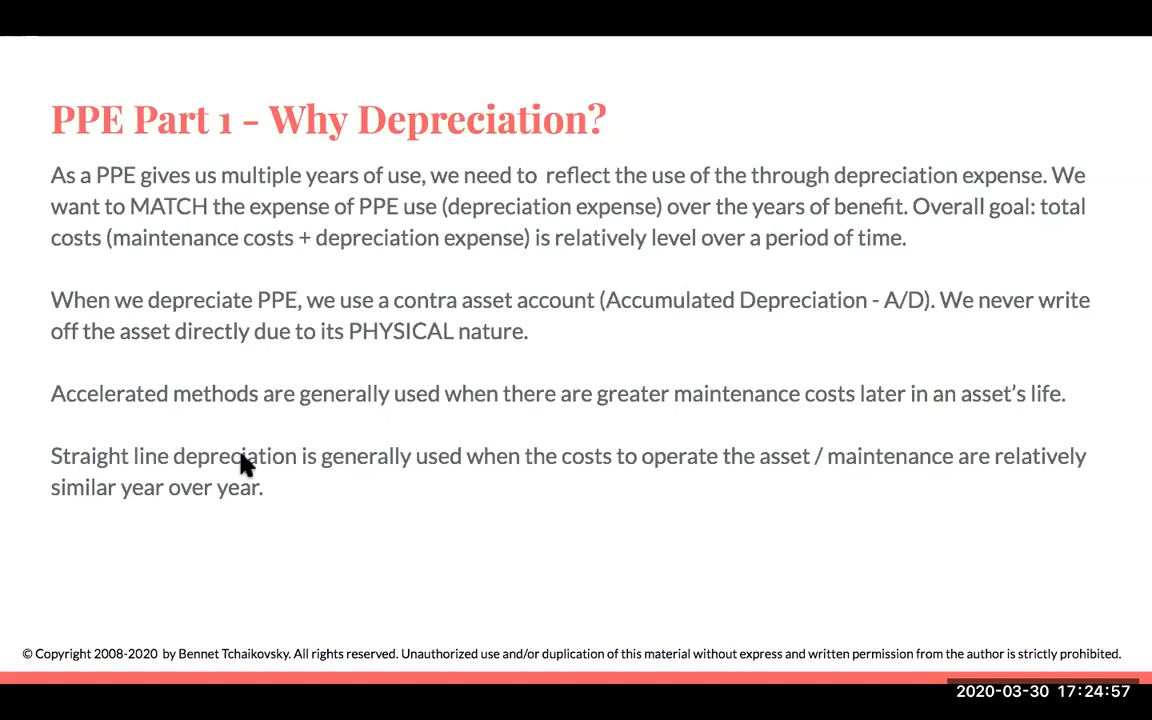 PPE Part 1 - Why Depreciation?
As a PPE gives us multiple years of use, we need to reflect the use of the through depreciation expense. We
want to MATCH the expense of PPE use (depreciation expense) over the years of benefit. Overall goal: total
costs (maintenance costs + depreciation expense) is relatively level over a period of time.
When we depreciate PPE, we use a contra asset account (Accumulated Depreciation - A/D). We never write
off the asset directly due to its PHYSICAL nature.
Accelerated methods are generally used when there are greater maintenance costs later in an asset's life.
Straight line depreciation is generally used when the costs to operate the asset / maintenance are relatively
similar year over year.
© Copyright 2008-2020 by Bennet Tchaikovsky. All rights reserved. Unauthorized use and/or duplication of this material without express and written permission from the author is strictly prohibited.
2020-03-30 17:24:57